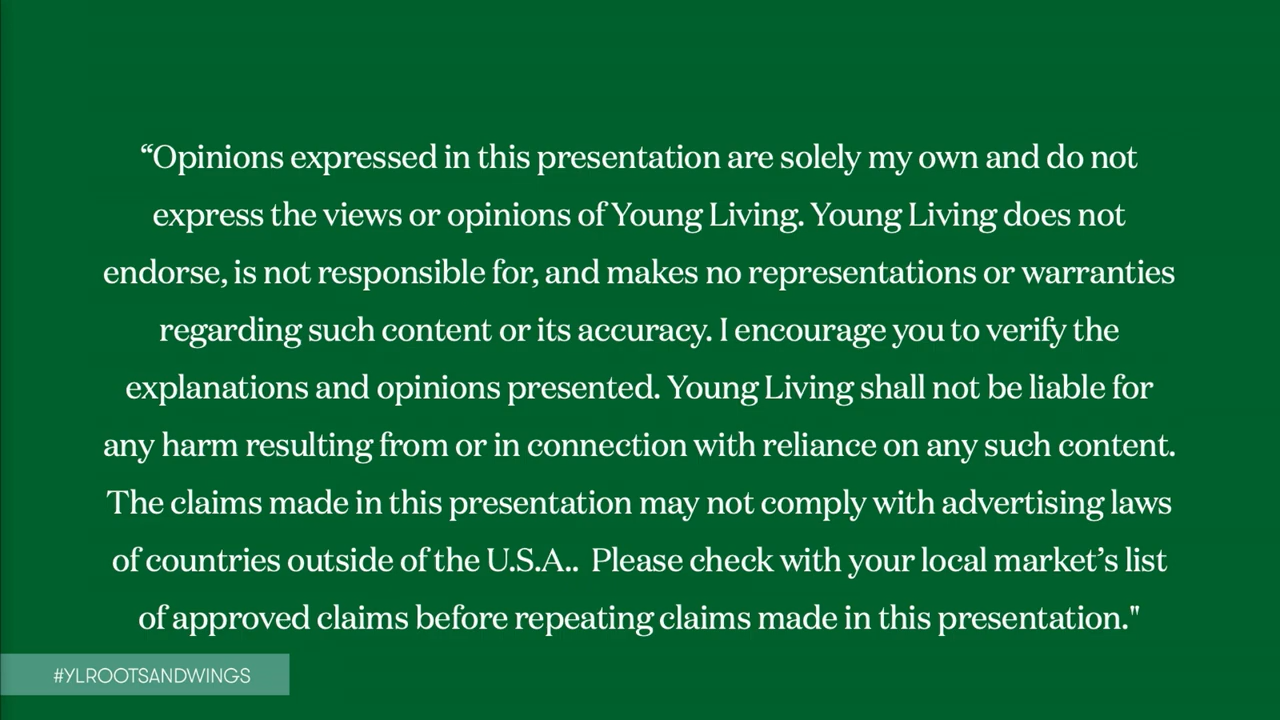 “Opinions expressed in this presentation are solely my own and do not
express the views or opinions of Young Living. Young Living does not
endorse, is not responsible for, and makes no representations or warranties
regarding such content or its accuracy. I encourage you to verify the
explanations and opinions presented. Young Living shall not be liable for
any harm resulting from or in connection with reliance on any such content.
The claims made in this presentation may not comply with advertising laws
of countries outside of the U.S.A..  Please check with your local market’s list
of approved claims before repeating claims made in this presentation."
#YLROOTSANDWINGS